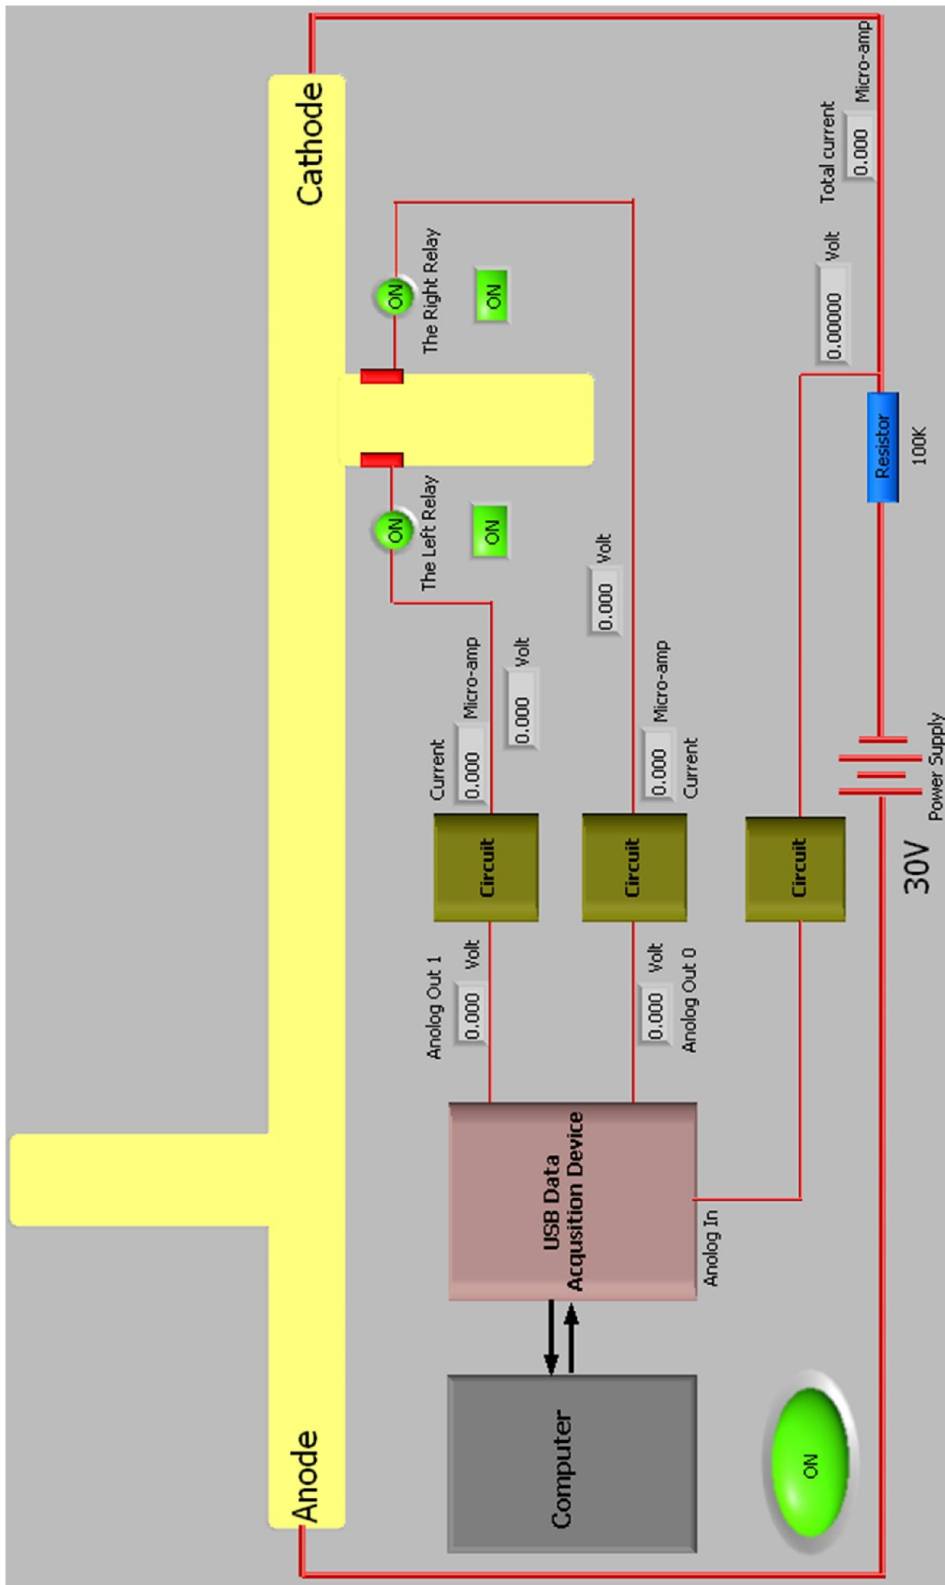 Anode
Cathode
ON
ON
The Left Relay
The Right Relay
Anolog Out 1
Current
0.000 Volt
0.000 Micro-amp
ON
ON
Circuit
0.000 Volt
USB Data
Acqusition Device
Computer
0.000 Volt
Circuit
0.000 Volt
0.000 Micro-amp
Anolog Out 0
Current
Anolog In
ON
Circuit
0.00000 Volt
Total current
0.000 Micro-amp
Resistor
100K
30V
Power Supply